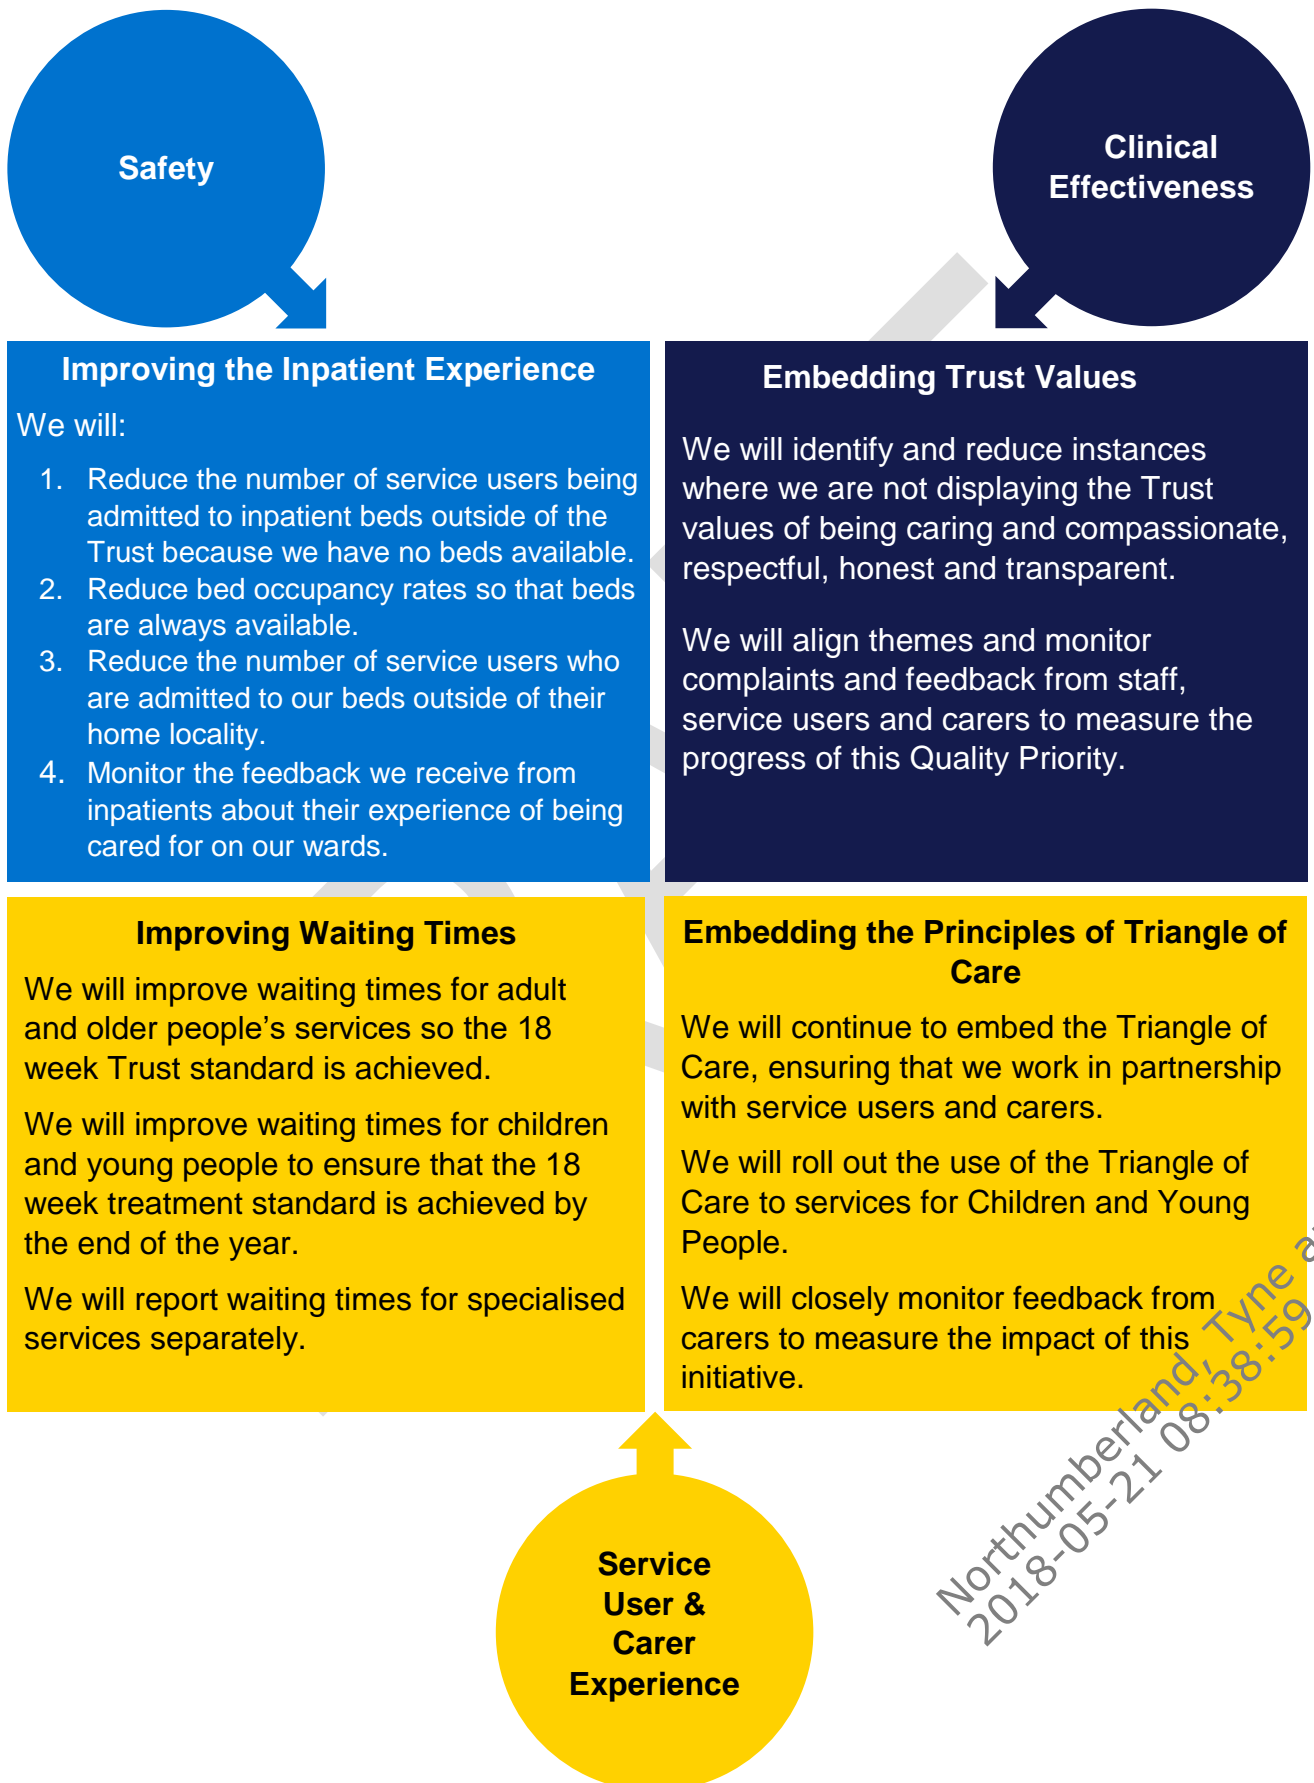 Safety
Clinical
Effectiveness
Improving the Inpatient Experience
We will:
1. Reduce the number of service users being
admitted to inpatient beds outside of the
Trust because we have no beds available.
2. Reduce bed occupancy rates so that beds
are always available.
3. Reduce the number of service users who
are admitted to our beds outside of their
home locality.
4. Monitor the feedback we receive from
inpatients about their experience of being
cared for on our wards.
Embedding Trust Values
We will identify and reduce instances
where we are not displaying the Trust
values of being caring and compassionate,
respectful, honest and transparent.
We will align themes and monitor
complaints and feedback from staff,
service users and carers to measure the
progress of this Quality Priority.
Improving Waiting Times
We will improve waiting times for adult
and older people’s services so the 18
week Trust standard is achieved.
We will improve waiting times for children
and young people to ensure that the 18
week treatment standard is achieved by
the end of the year.
We will report waiting times for specialised
services separately.
Embedding the Principles of Triangle of
Care
We will continue to embed the Triangle of
Care, ensuring that we work in partnership
with service users and carers.
We will roll out the use of the Triangle of
Care to services for Children and Young
People.
We will closely monitor feedback from
carers to measure the impact of this
initiative.
Service
User &
Carer
Experience
Northumberland, Tyne
2018-05-21 08:38:59